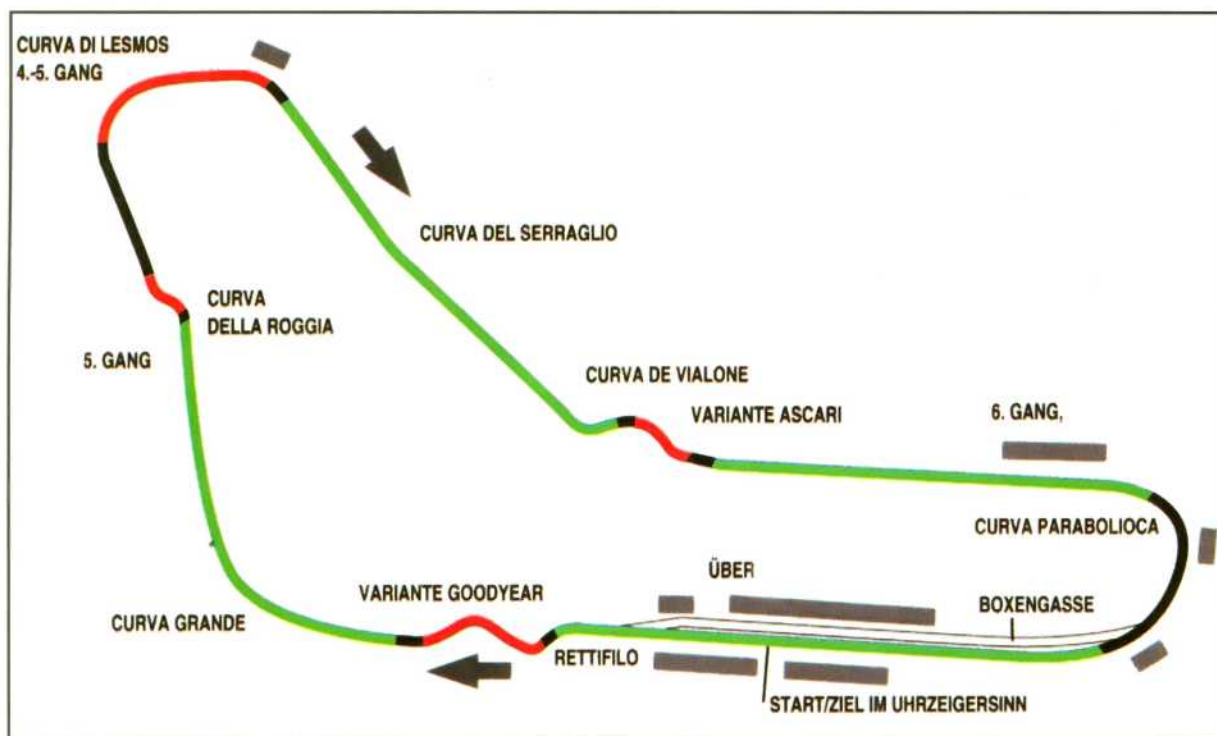 CURVA DI LESMOS
4.-5. GANG
CURVA DEL SERRAGLIO
CURVA
DELLA ROGGIA
5. GANG
CURVA DE VIALONE
VARIANTE ASCARI
6. GANG,
CURVA PARABOLIOCA
ÜBER
VARIANTE GOODYEAR
BOXENGASSE
CURVA GRANDE
RETTIFILO
START/ZIEL IM UHRZEIGERSINN